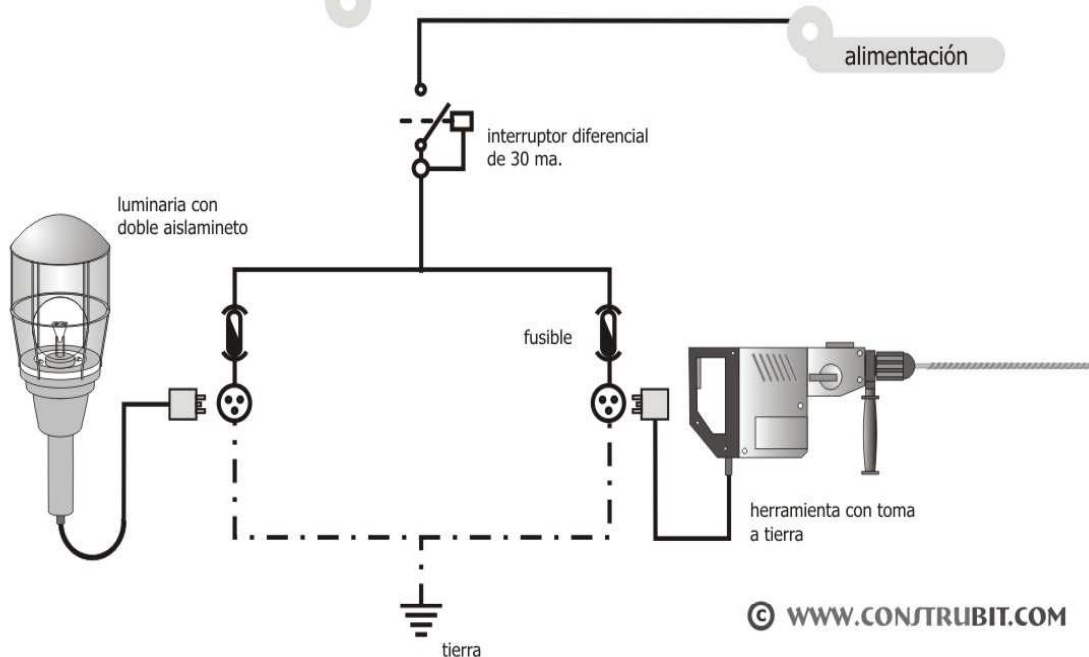 alimentación
interruptor diferencial
de 30 ma.
luminaria con
doble aislamineto
fusible
herramienta con toma
a tierra
tierra
© WWW.CONSTRUBIT.COM